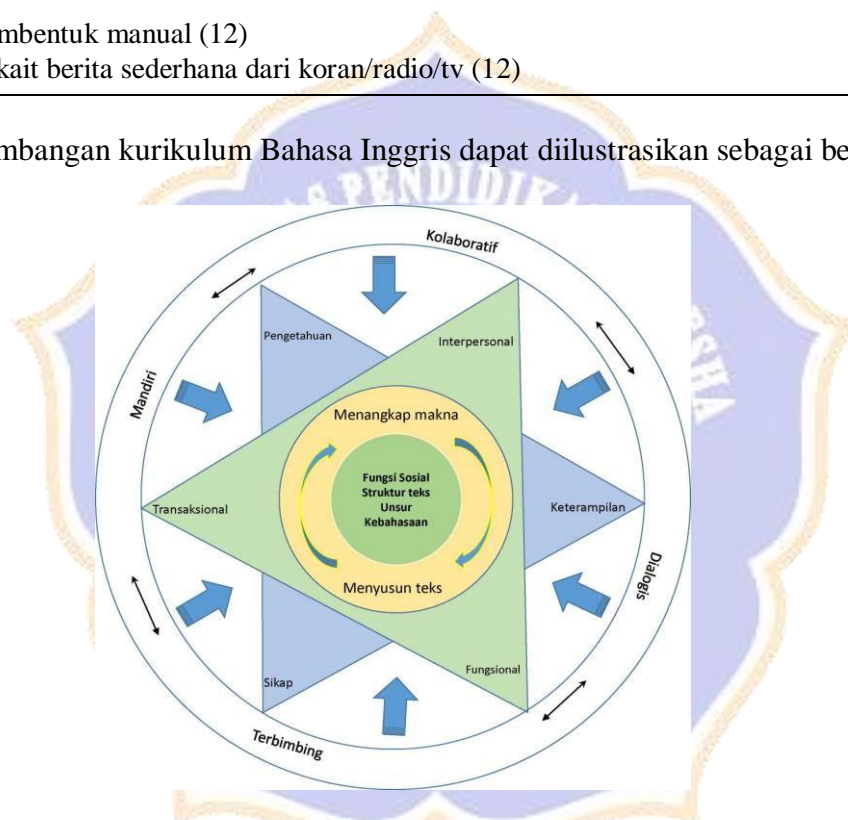 mbentuk manual (12)
kait berita sederhana dari koran/radio/tv (12)
mbangan kurikulum Bahasa Inggris dapat diilustrasikan sebagai be
PENDIDIK
SHA
Kolaboratif
Pengetahuan
Interpersonal
Mandiri
Menangkap makna
Fungsi Sosial
Struktur teks
Unsur
Kebahasaan
Transaksional
Keterampilan
Menyusun teks
Dialogis
Sikap
Fungsional
Terbimbing